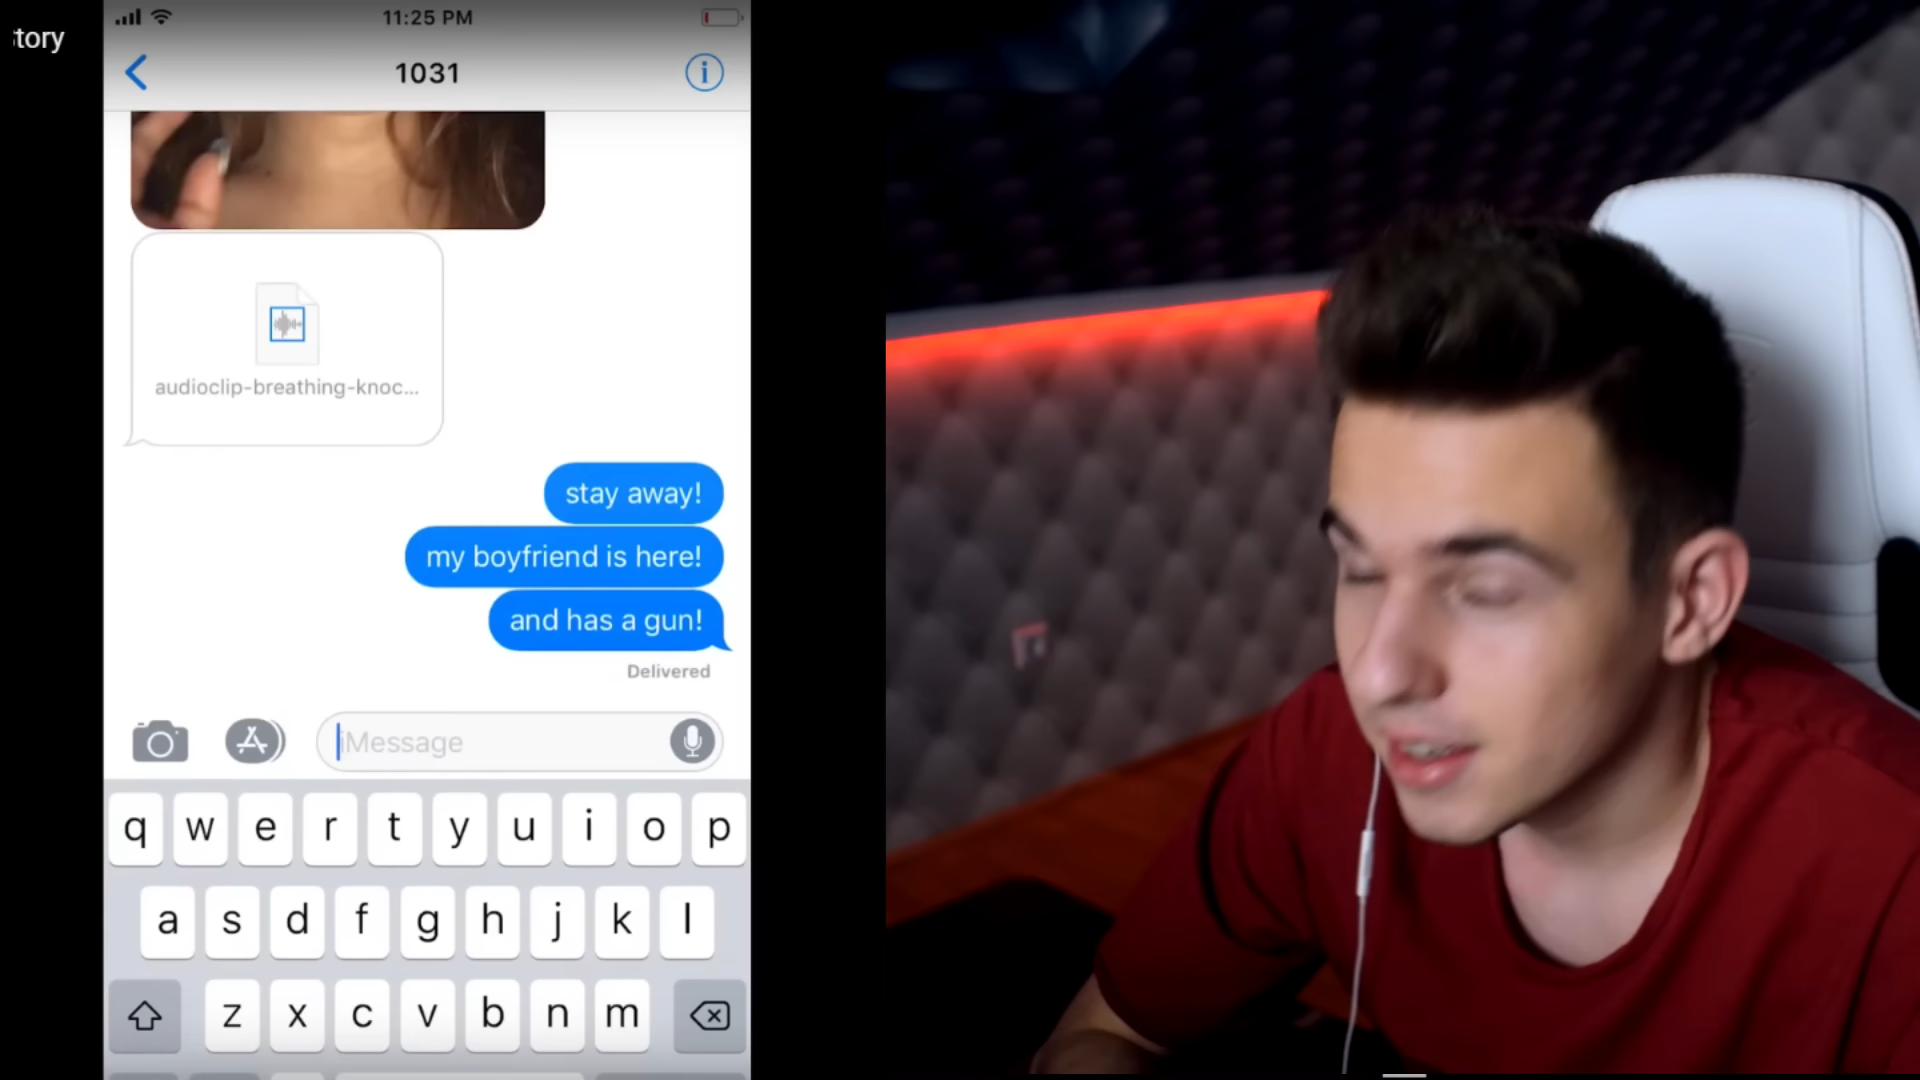 tory
11:25 PM
1031
audioclip-breathing-knoc...
stay away!
my boyfriend is here!
and has a gun!
Delivered
iMessage
q w e r t y u i o p
a s d f g h j k l
z x c v b n m